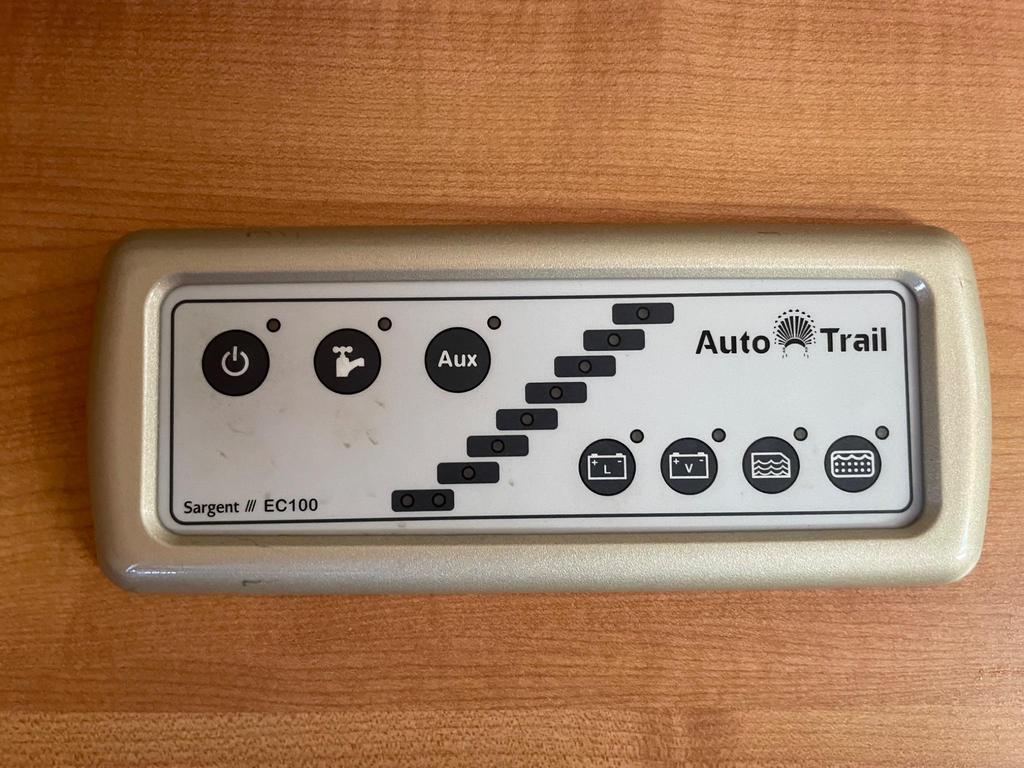 Auto Trail
Aux
+ L -
+ V -
Sargent /// EC100